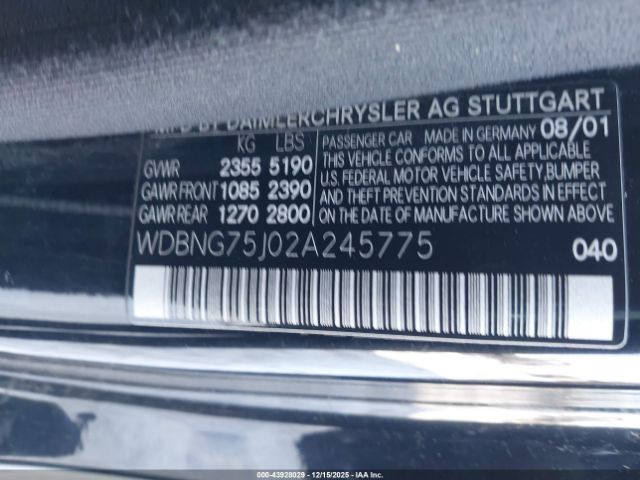 MFD BY DAIMLERCHRYSLER AG STUTTGART
KG LBS
GVWR 2355 5190
GAWR FRONT 1085 2390
GAWR REAR 1270 2800
PASSENGER CAR MADE IN GERMANY 08/01
THIS VEHICLE CONFORMS TO ALL APPLICABLE
U.S. FEDERAL MOTOR VEHICLE SAFETY,BUMPER
AND THEFT PREVENTION STANDARDS IN EFFECT
ON THE DATE OF MANUFACTURE SHOWN ABOVE
WDBNG75J02A245775 040
000-43928029 - 12/15/2025 - IAA Inc.